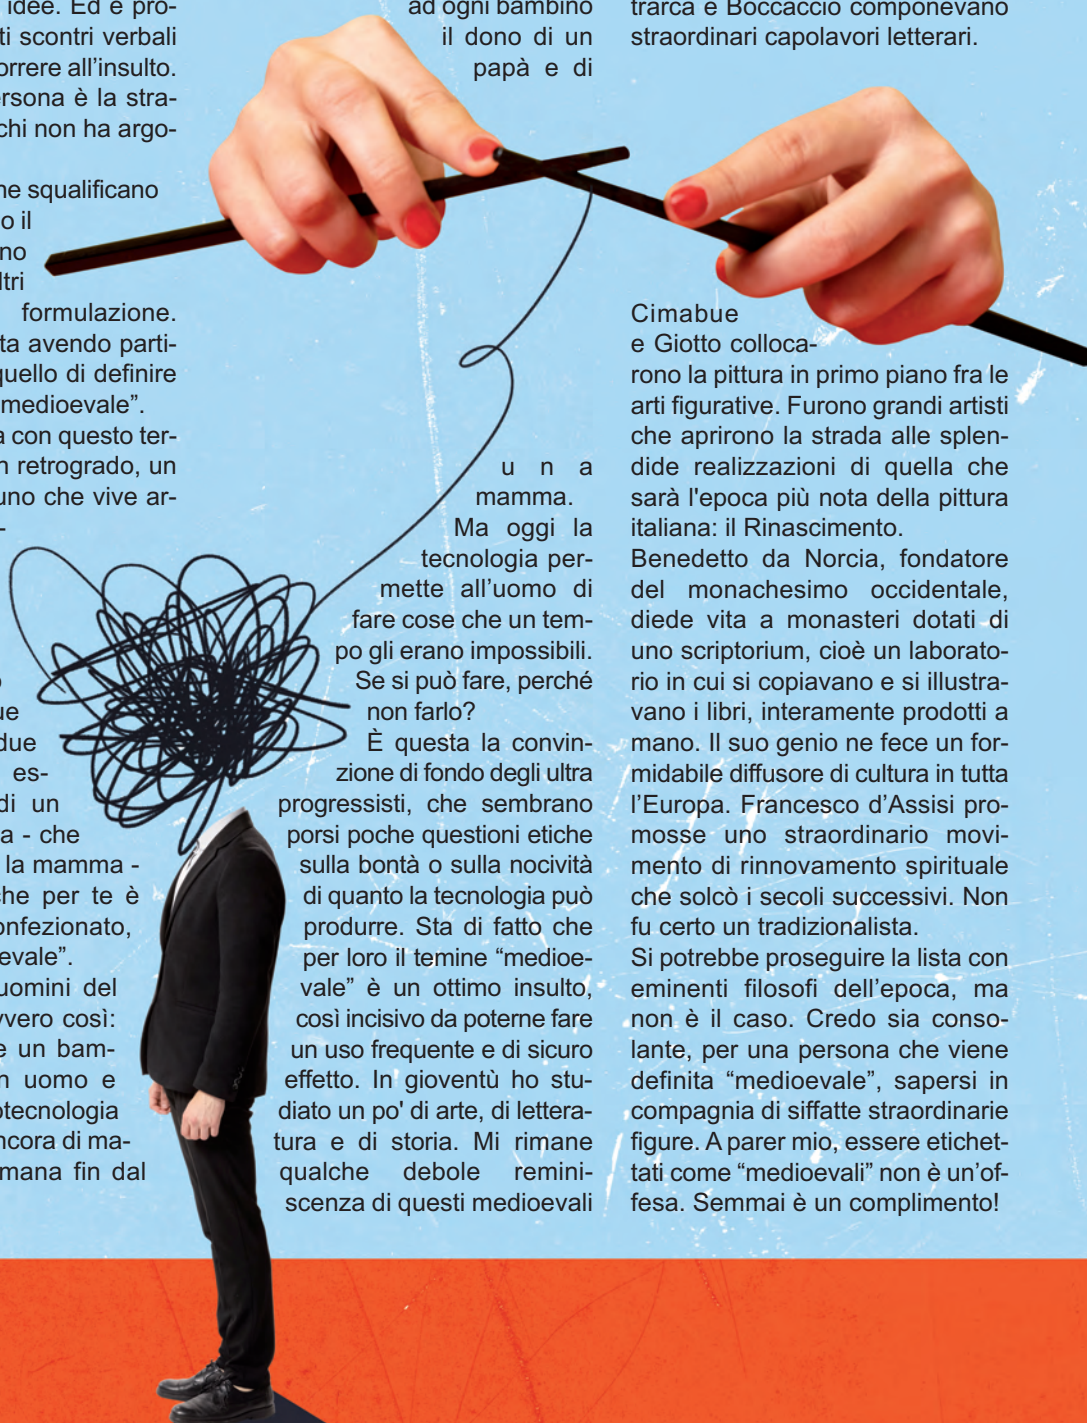 idee. Ed è pro-
ti scontri verbali
orrere all’insulto.
ersona è la stra-
chi non ha argo-
ne squalificano
o il
no
ltri
formulazione.
ta avendo parti-
quello di definire
medioevale”.
a con questo ter-
n retrogrado, un
uno che vive ar-
-
o
ue
due
es-
di un
a - che
la mamma -
che per te è
onfezionato,
evale”.
uomini del
vvero così:
e un bam-
n uomo e
otecnologia
ncora di ma-
mana fin dal
ad ogni bambino
il dono di un
papà e di
u n a
mamma.
Ma oggi la
tecnologia per-
mette all’uomo di
fare cose che un tem-
po gli erano impossibili.
Se si può fare, perché
non farlo?
È questa la convin-
zione di fondo degli ultra
progressisti, che sembrano
porsi poche questioni etiche
sulla bontà o sulla nocività
di quanto la tecnologia può
produrre. Sta di fatto che
per loro il temine “medioe-
vale” è un ottimo insulto,
così incisivo da poterne fare
un uso frequente e di sicuro
effetto. In gioventù ho stu-
diato un po' di arte, di lettera-
tura e di storia. Mi rimane
qualche debole remini-
scenza di questi medioevali
trarca e Boccaccio componevano
straordinari capolavori letterari.
Cimabue
e Giotto colloca-
rono la pittura in primo piano fra le
arti figurative. Furono grandi artisti
che aprirono la strada alle splen-
dide realizzazioni di quella che
sarà l'epoca più nota della pittura
italiana: il Rinascimento.
Benedetto da Norcia, fondatore
del monachesimo occidentale,
diede vita a monasteri dotati di
uno scriptorium, cioè un laborato-
rio in cui si copiavano e si illustra-
vano i libri, interamente prodotti a
mano. Il suo genio ne fece un for-
midabile diffusore di cultura in tutta
l’Europa. Francesco d’Assisi pro-
mosse uno straordinario movi-
mento di rinnovamento spirituale
che solcò i secoli successivi. Non
fu certo un tradizionalista.
Si potrebbe proseguire la lista con
eminenti filosofi dell’epoca, ma
non è il caso. Credo sia conso-
lante, per una persona che viene
definita “medioevale”, sapersi in
compagnia di siffatte straordinarie
figure. A parer mio, essere etichet-
tati come “medioevali” non è un’of-
fesa. Semmai è un complimento!